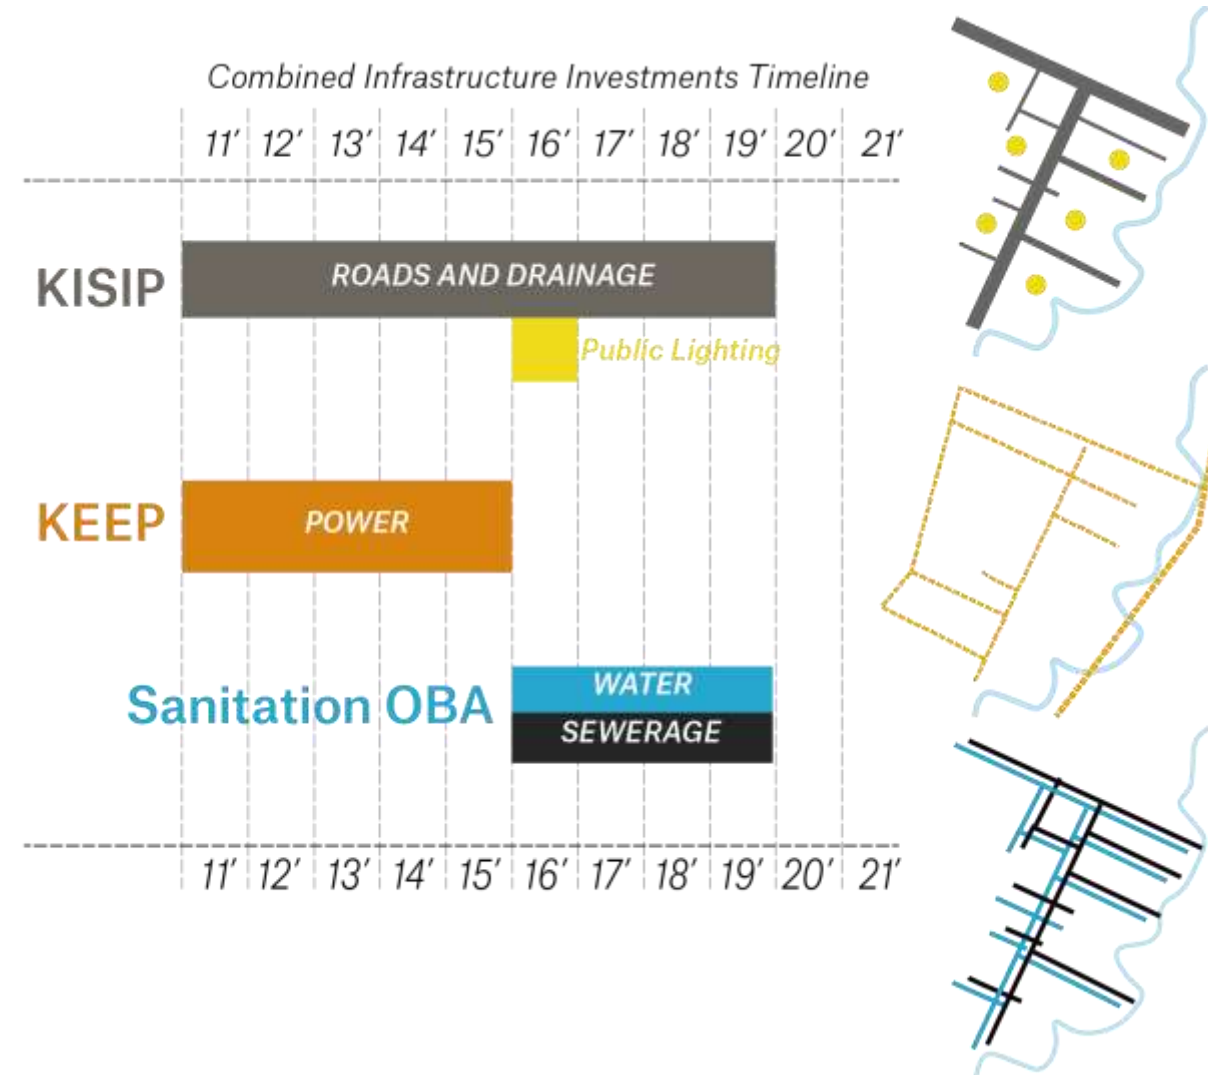 Combined Infrastructure Investments Timeline
11' 12' 13' 14' 15' 16' 17' 18' 19' 20' 21'
KISIP
ROADS AND DRAINAGE
Public Lighting
KEEP
POWER
Sanitation OBA
WATER
SEWERAGE
11' 12' 13' 14' 15' 16' 17' 18' 19' 20' 21'